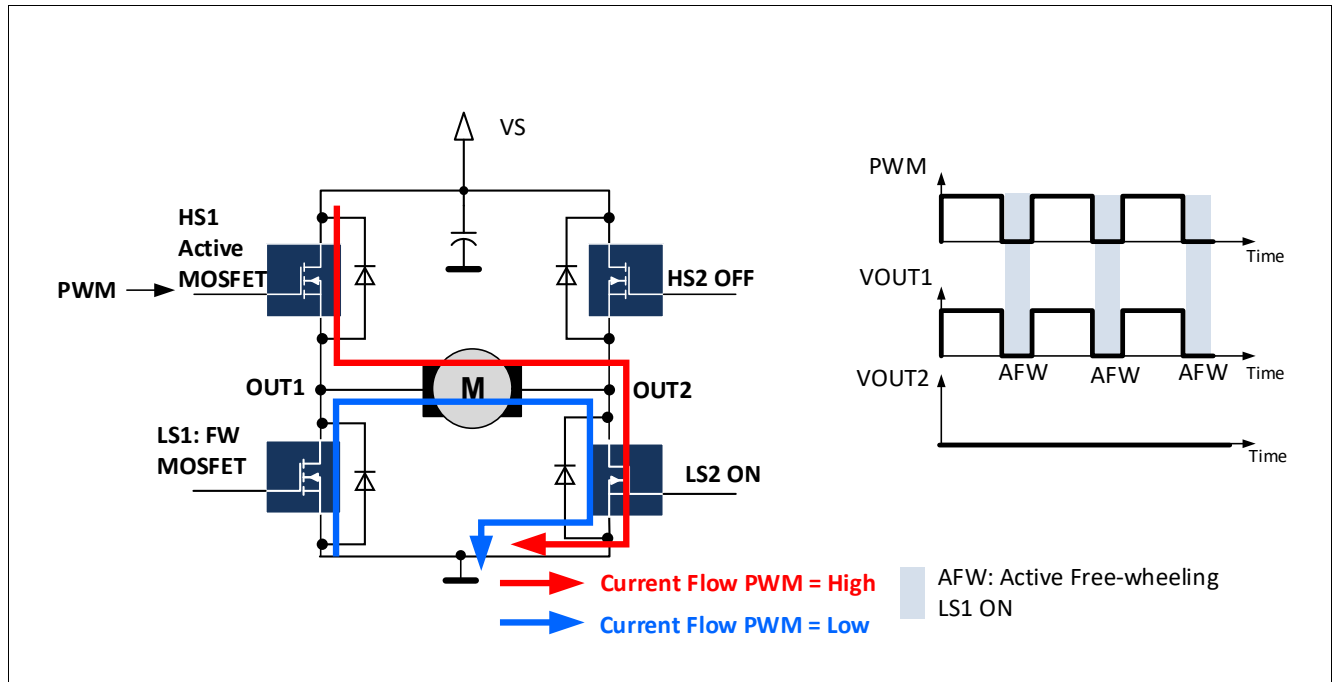 VS
HS1
Active
MOSFET
PWM
HS2 OFF
OUT1
M
OUT2
LS1: FW
MOSFET
LS2 ON
Current Flow PWM = High
Current Flow PWM = Low
PWM
Time
VOUT1
AFW
AFW
AFW
Time
VOUT2
Time
AFW: Active Free-wheeling
LS1 ON